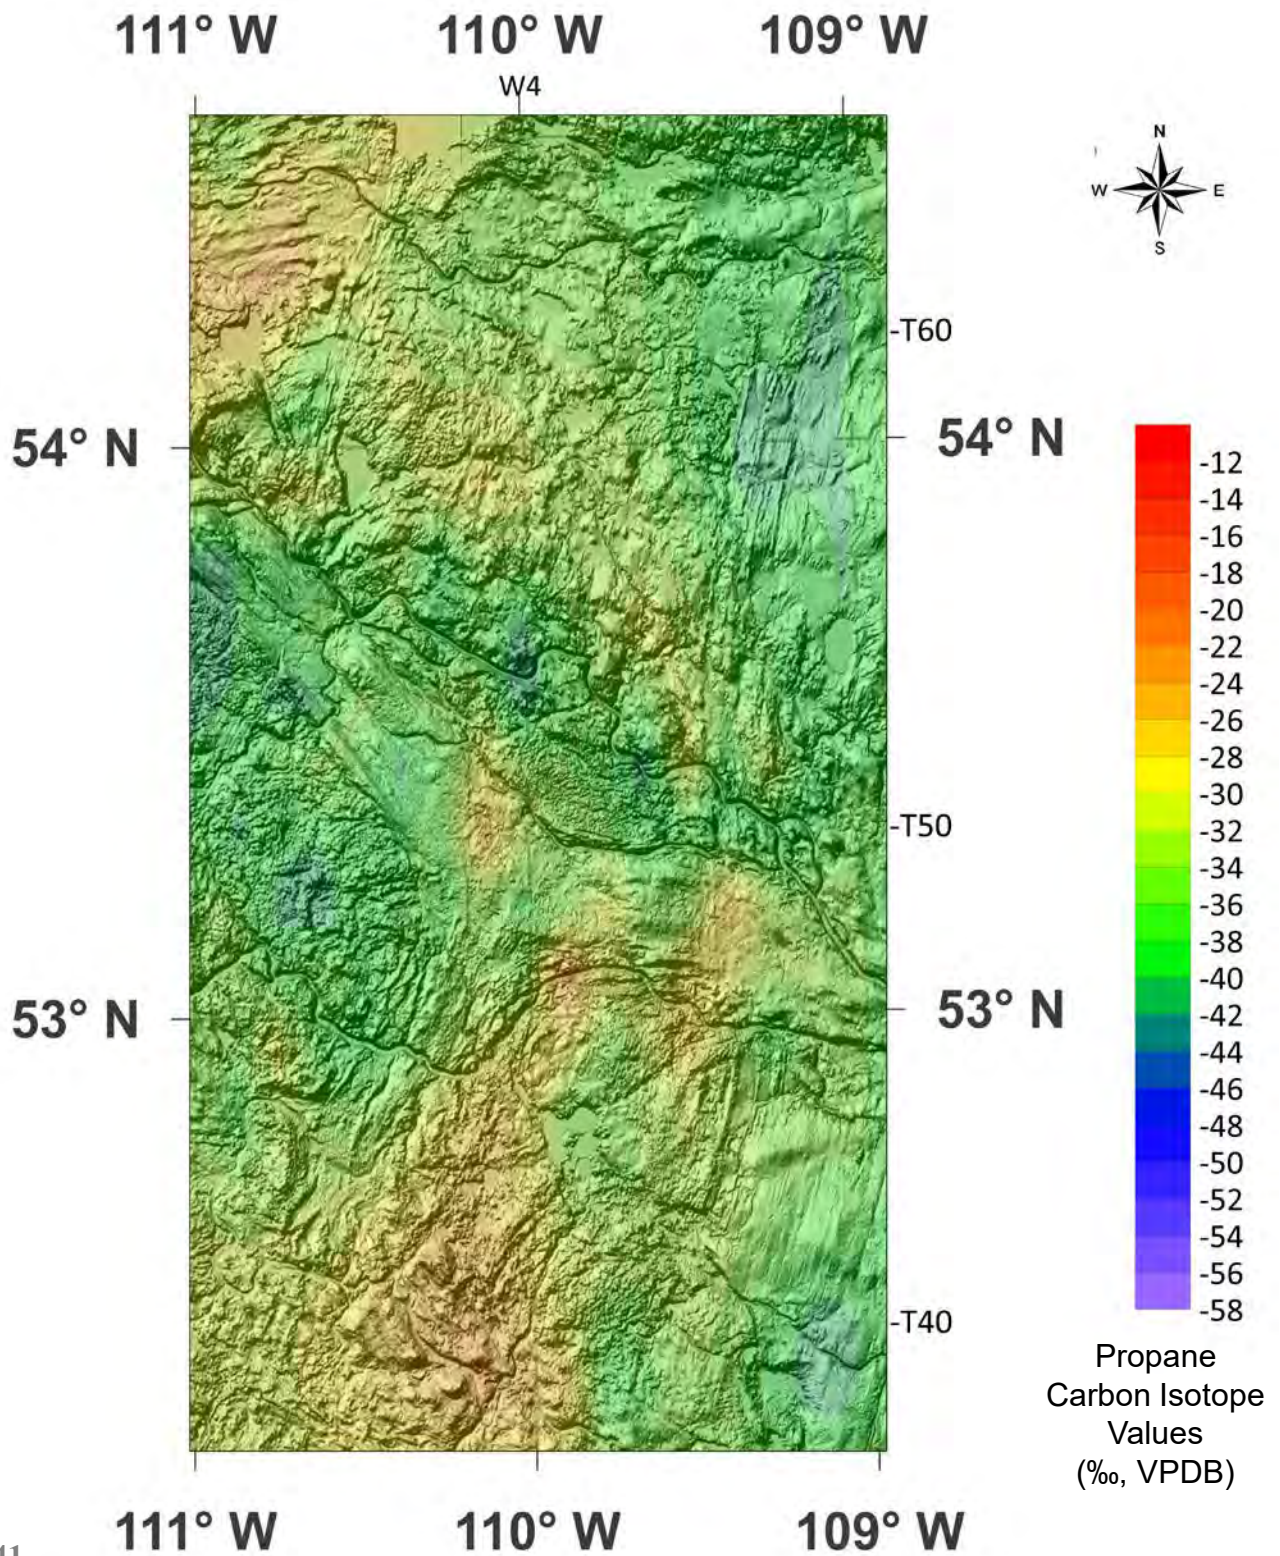 111° W 110° W 109° W
W4
N
W E
S
-T60
54° N 54° N
-12
-14
-16
-18
-20
-22
-24
-26
-28
-30
-32
-34
-36
-38
-40
-42
-44
-46
-48
-50
-52
-54
-56
-58
-T50
53° N 53° N
-T40
Propane
Carbon Isotope
Values
(‰, VPDB)
111° W 110° W 109° W